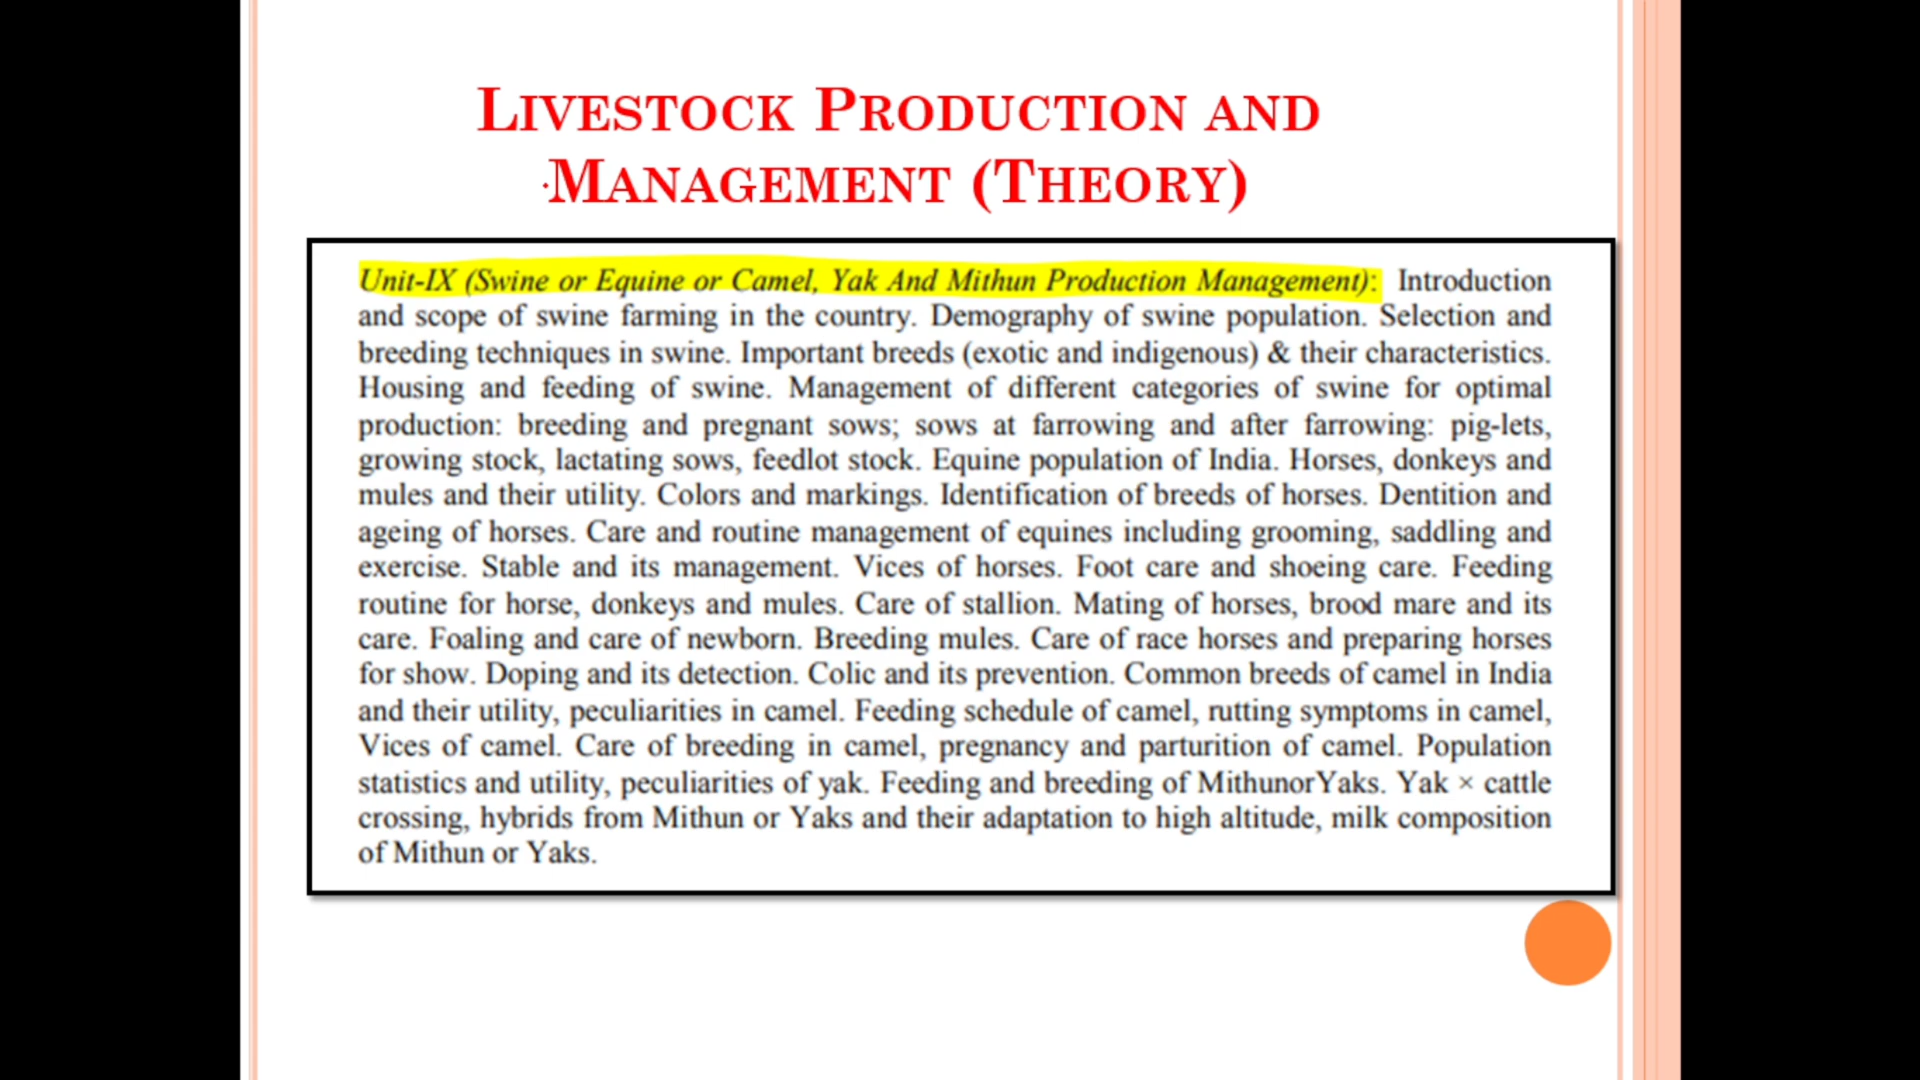 LIVESTOCK PRODUCTION AND
MANAGEMENT (THEORY)
Unit-IX (Swine or Equine or Camel, Yak And Mithun Production Management): Introduction
and scope of swine farming in the country. Demography of swine population. Selection and
breeding techniques in swine. Important breeds (exotic and indigenous) & their characteristics.
Housing and feeding of swine. Management of different categories of swine for optimal
production: breeding and pregnant sows; sows at farrowing and after farrowing: pig-lets,
growing stock, lactating sows, feedlot stock. Equine population of India. Horses, donkeys and
mules and their utility. Colors and markings. Identification of breeds of horses. Dentition and
ageing of horses. Care and routine management of equines including grooming, saddling and
exercise. Stable and its management. Vices of horses. Foot care and shoeing care. Feeding
routine for horse, donkeys and mules. Care of stallion. Mating of horses, brood mare and its
care. Foaling and care of newborn. Breeding mules. Care of race horses and preparing horses
for show. Doping and its detection. Colic and its prevention. Common breeds of camel in India
and their utility, peculiarities in camel. Feeding schedule of camel, rutting symptoms in camel,
Vices of camel. Care of breeding in camel, pregnancy and parturition of camel. Population
statistics and utility, peculiarities of yak. Feeding and breeding of MithunorYaks. Yak × cattle
crossing, hybrids from Mithun or Yaks and their adaptation to high altitude, milk composition
of Mithun or Yaks.